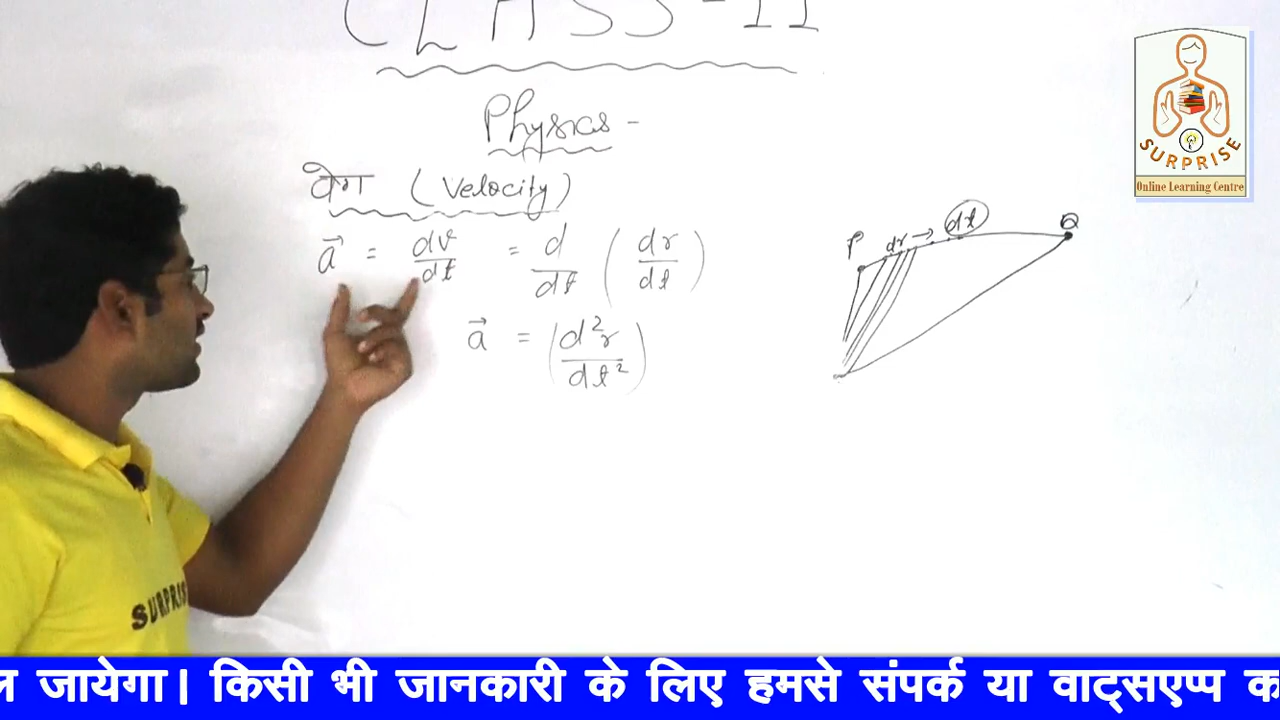 CLASS-11
Physics -
वेग (Velocity)
a⃗ = dv/dt = d/dt (dr/dt)
a⃗ = (d²r/dt²)
P dr → dt Q
SURPRISE
Online Learning Centre
SURPRIS
ल जायेगा। किसी भी जानकारी के लिए हमसे संपर्क या वाट्सएप्प क